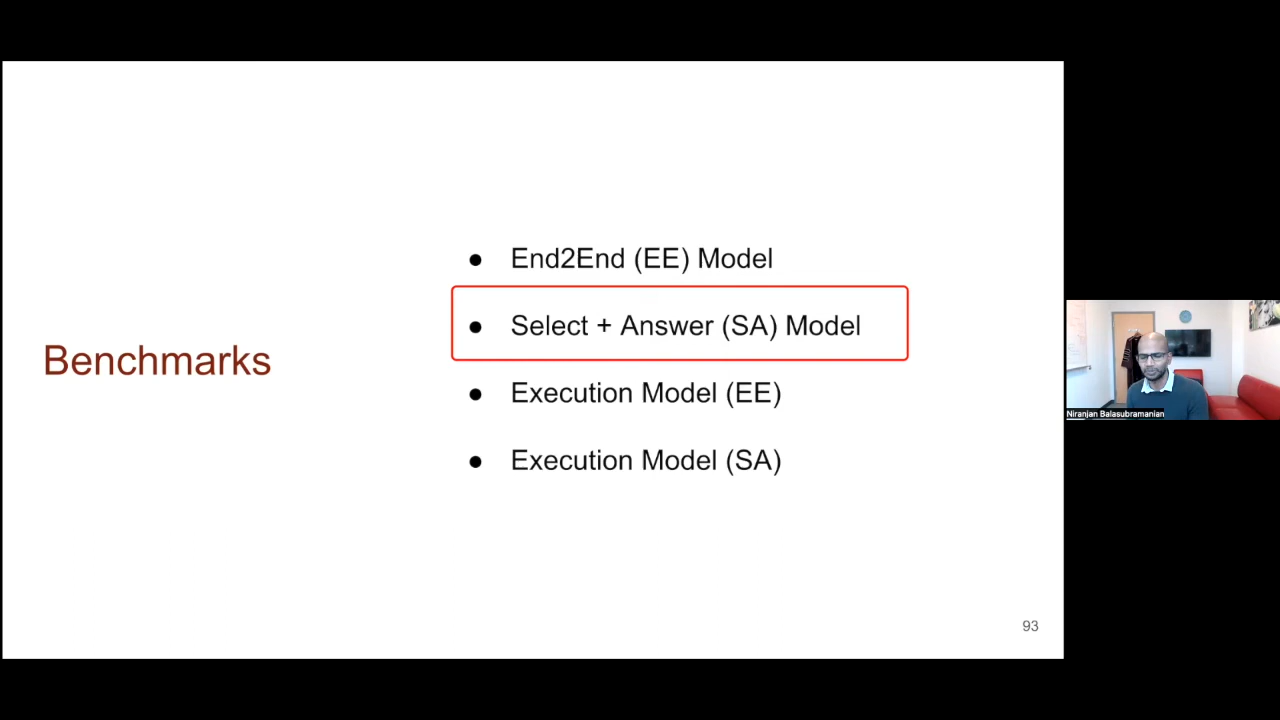 Benchmarks
● End2End (EE) Model
● Select + Answer (SA) Model
● Execution Model (EE)
● Execution Model (SA)
93
Niranjan Balasubramanian